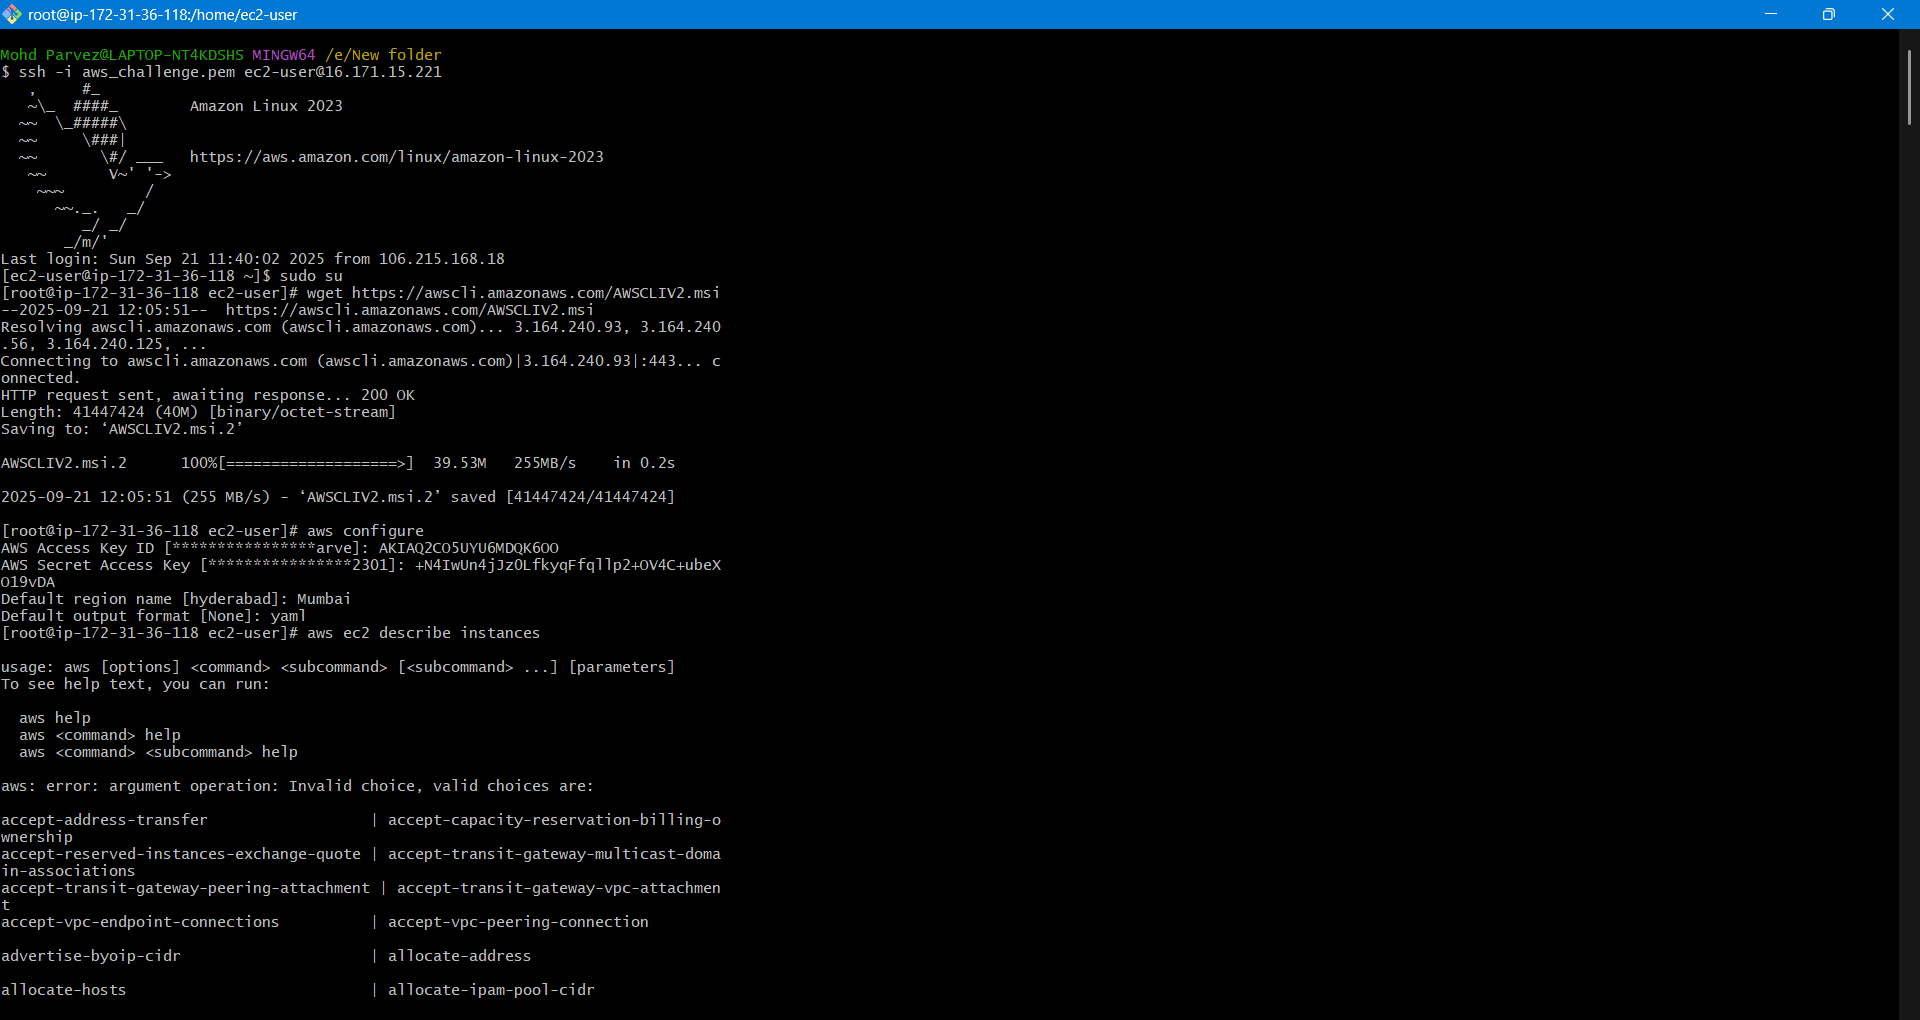 root@ip-172-31-36-118:/home/ec2-user
Mohd Parvez@LAPTOP-NT4KDSHS MINGW64 /e/New folder
$ ssh -i aws_challenge.pem ec2-user@16.171.15.221
   ,     #_
   ~\_  ####_        Amazon Linux 2023
  ~~  \_#####\
  ~~     \###|
  ~~       \#/ ___   https://aws.amazon.com/linux/amazon-linux-2023
   ~~       V~' '->
    ~~~         /
      ~~._.   _/
         _/ _/
       _/m/'
Last login: Sun Sep 21 11:40:02 2025 from 106.215.168.18
[ec2-user@ip-172-31-36-118 ~]$ sudo su
[root@ip-172-31-36-118 ec2-user]# wget https://awscli.amazonaws.com/AWSCLIV2.msi
--2025-09-21 12:05:51--  https://awscli.amazonaws.com/AWSCLIV2.msi
Resolving awscli.amazonaws.com (awscli.amazonaws.com)... 3.164.240.93, 3.164.240
.56, 3.164.240.125, ...
Connecting to awscli.amazonaws.com (awscli.amazonaws.com)|3.164.240.93|:443... c
onnected.
HTTP request sent, awaiting response... 200 OK
Length: 41447424 (40M) [binary/octet-stream]
Saving to: ‘AWSCLIV2.msi.2’
AWSCLIV2.msi.2      100%[===================>]  39.53M   255MB/s    in 0.2s
2025-09-21 12:05:51 (255 MB/s) - ‘AWSCLIV2.msi.2’ saved [41447424/41447424]
[root@ip-172-31-36-118 ec2-user]# aws configure
AWS Access Key ID [****************arve]: AKIAQ2CO5UYU6MDQK6OO
AWS Secret Access Key [****************2301]: +N4IwUn4jJzOLfkyqFfqllp2+OV4C+ubeX
O19vDA
Default region name [hyderabad]: Mumbai
Default output format [None]: yaml
[root@ip-172-31-36-118 ec2-user]# aws ec2 describe instances
usage: aws [options] <command> <subcommand> [<subcommand> ...] [parameters]
To see help text, you can run:
  aws help
  aws <command> help
  aws <command> <subcommand> help
aws: error: argument operation: Invalid choice, valid choices are:
accept-address-transfer                  | accept-capacity-reservation-billing-o
wnership
accept-reserved-instances-exchange-quote | accept-transit-gateway-multicast-doma
in-associations
accept-transit-gateway-peering-attachment | accept-transit-gateway-vpc-attachmen
t
accept-vpc-endpoint-connections          | accept-vpc-peering-connection
advertise-byoip-cidr                     | allocate-address
allocate-hosts                           | allocate-ipam-pool-cidr